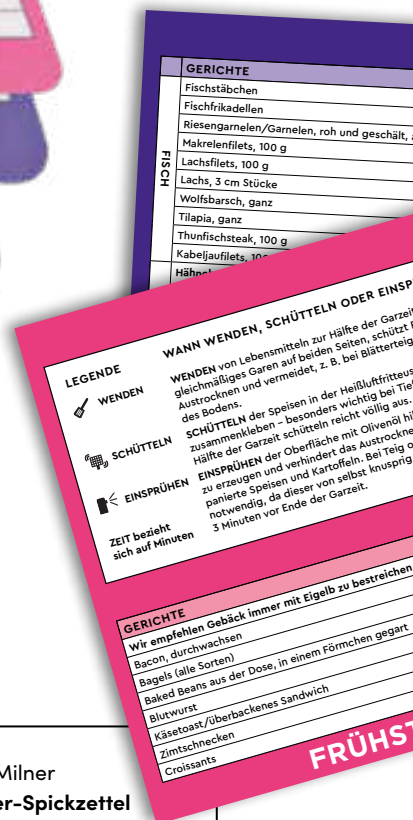 GERICHTE
FISCH
Fischstäbchen
Fischfrikadellen
Riesengarnelen/Garnelen, roh und geschält,
Makrelenfilets, 100 g
Lachsfilets, 100 g
Lachs, 3 cm Stücke
Wolfsbarsch, ganz
Tilapia, ganz
Thunfischsteak, 100 g
Kabeljaufilets,
LEGENDE
WENDEN
SCHÜTTELN
EINSPRÜHEN
ZEIT bezieht
sich auf Minuten
WANN WENDEN, SCHÜTTELN ODER
WENDEN von Lebensmitteln zur Hälfte der
gleichmäßiges Garen auf beiden Seiten, schützt
Austrocknen und vermeidet, z. B. bei Blätterteig
des Bodens.
SCHÜTTELN der Speisen in der
zusammenkleben – besonders wichtig bei
Hälfte der Garzeit schütteln reicht völlig aus.
EINSPRÜHEN der Oberfläche mit Olivenöl
zu erzeugen und verhindert das
panierte Speisen und Kartoffeln. Bei Teig
notwendig, da dieser von selbst knusprig
3 Minuten vor Ende der Garzeit.
GERICHTE
Wir empfehlen Gebäck immer mit Eigelb zu bestreichen
Bacon, durchwachsen
Bagels (alle Sorten)
Baked Beans aus der Dose, in einem Förmchen gegart
Blutwurst
Käsetoast/überbackenes Sandwich
Zimtschnecken
Croissants
FRÜHST
Milner
er-Spickzettel